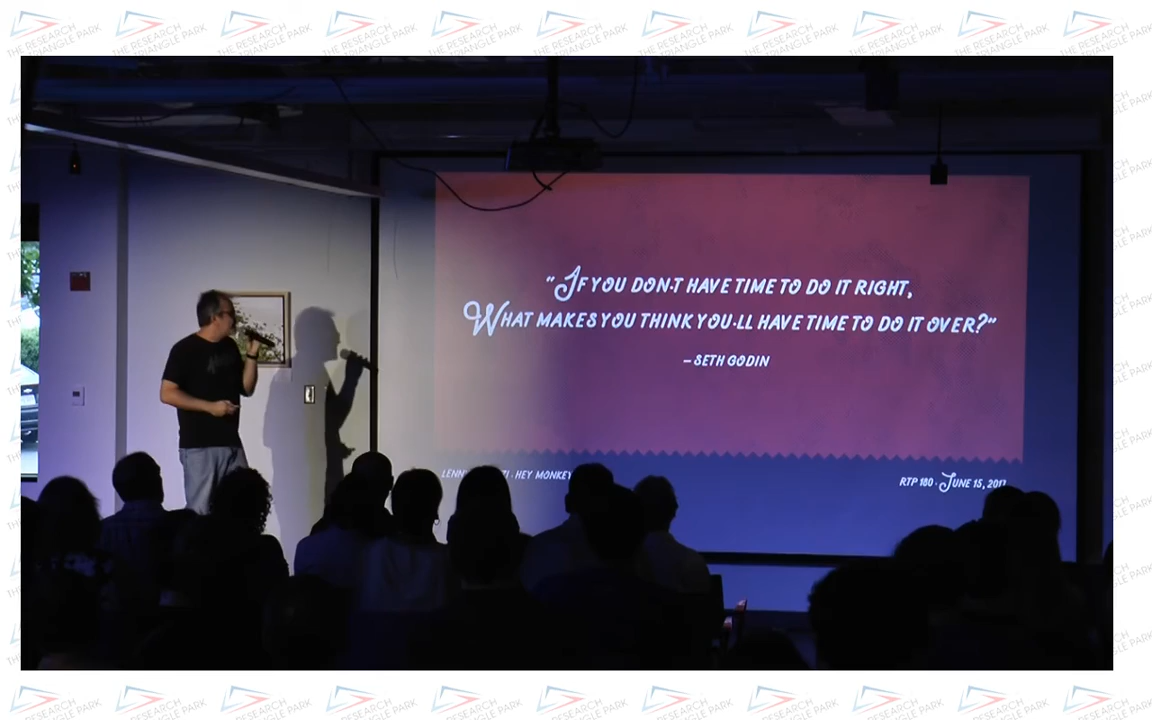 THE RESEARCH
TRIANGLE PARK
"IF YOU DON'T HAVE TIME TO DO IT RIGHT,
WHAT MAKES YOU THINK YOU'LL HAVE TIME TO DO IT OVER?"
– SETH GODIN
HEY MONKEY
RTP 180 · JUNE 15, 2017